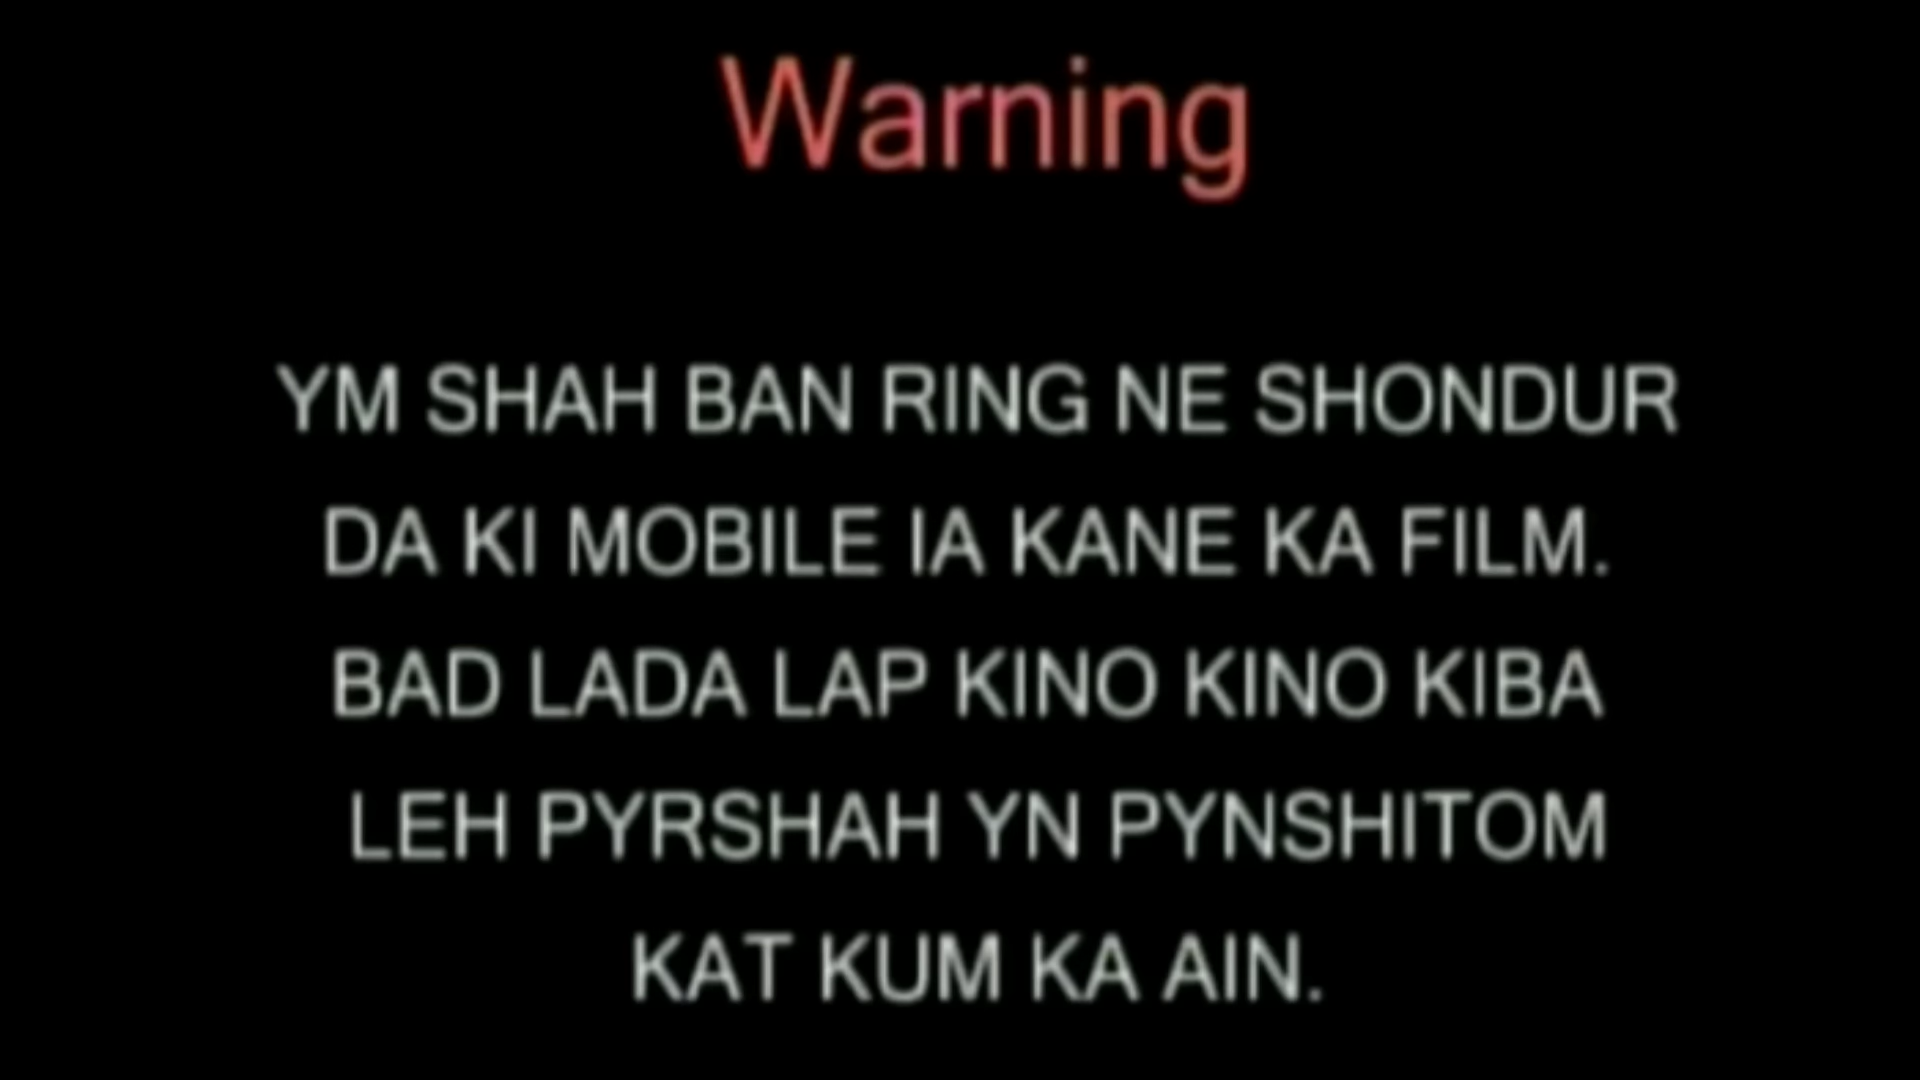 Warning
YM SHAH BAN RING NE SHONDUR
DA KI MOBILE IA KANE KA FILM.
BAD LADA LAP KINO KINO KIBA
LEH PYRSHAH YN PYNSHITOM
KAT KUM KA AIN.